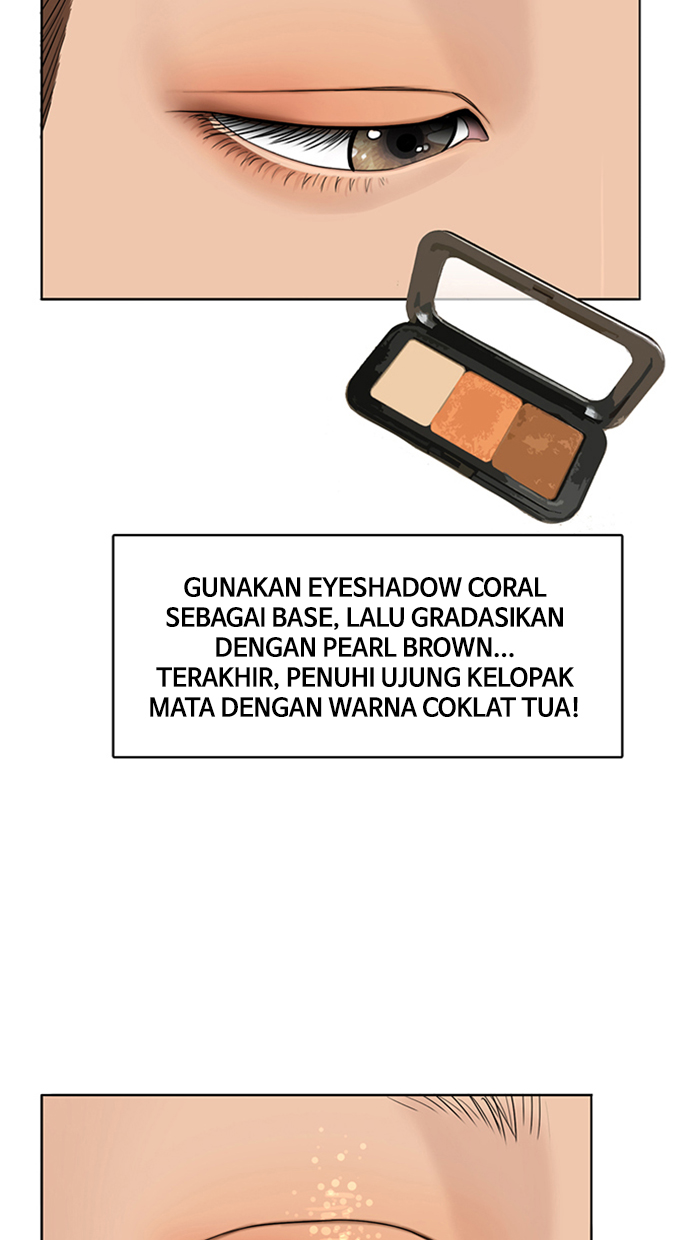 GUNAKAN EYESHADOW CORAL
SEBAGAI BASE, LALU GRADASIKAN
DENGAN PEARL BROWN...
TERAKHIR, PENUHI UJUNG KELOPAK
MATA DENGAN WARNA COKLAT TUA!